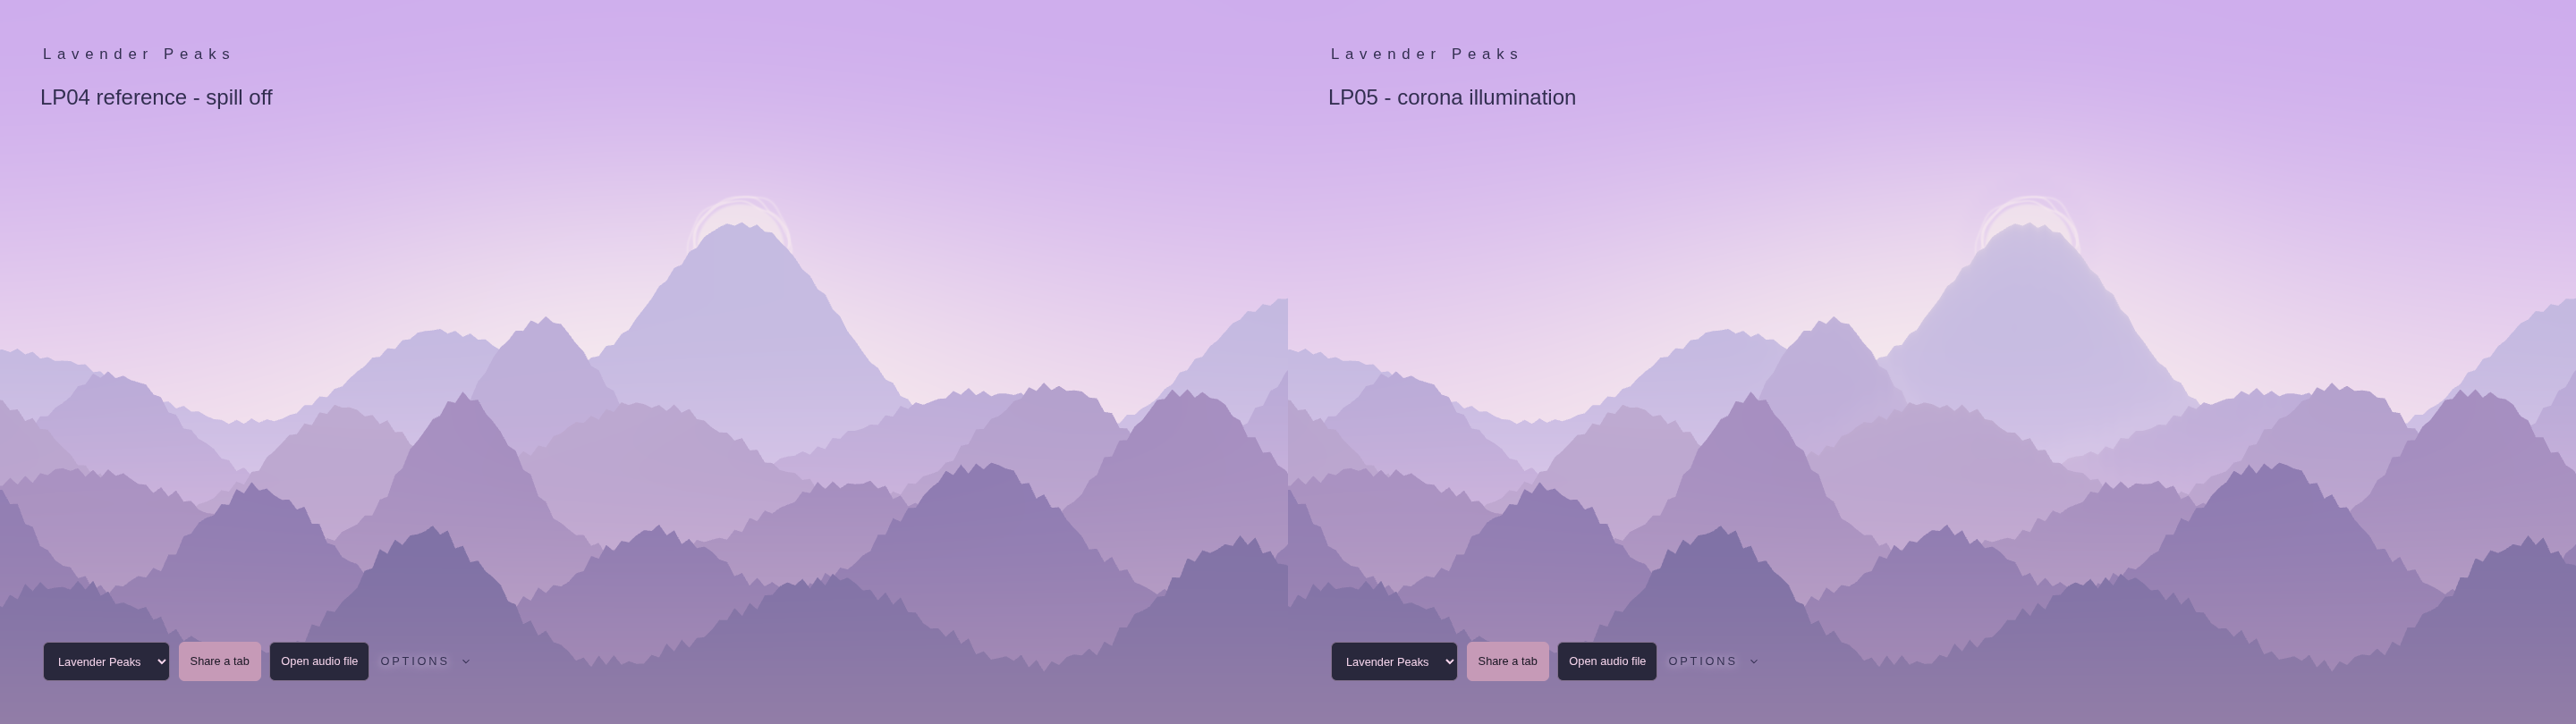 Lavender Peaks
LP04 reference - spill off
Lavender Peaks
Share a tab
Open audio file
OPTIONS
Lavender Peaks
LP05 - corona illumination
Lavender Peaks
Share a tab
Open audio file
OPTIONS